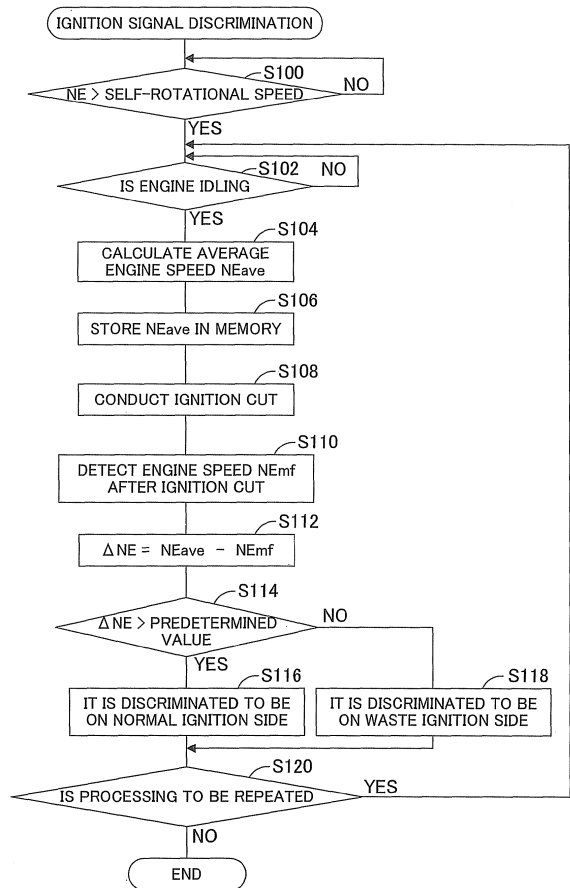 IGNITION SIGNAL DISCRIMINATION
S100
NE > SELF-ROTATIONAL SPEED
NO
YES
S102
NO
IS ENGINE IDLING
YES
S104
CALCULATE AVERAGE
ENGINE SPEED NEave
S106
STORE NEave IN MEMORY
S108
CONDUCT IGNITION CUT
S110
DETECT ENGINE SPEED NEmf
AFTER IGNITION CUT
S112
ΔNE = NEave - NEmf
S114
ΔNE > PREDETERMINED
VALUE
NO
YES
S116
IT IS DISCRIMINATED TO BE
ON NORMAL IGNITION SIDE
S118
IT IS DISCRIMINATED TO BE
ON WASTE IGNITION SIDE
S120
IS PROCESSING TO BE REPEATED
YES
NO
END